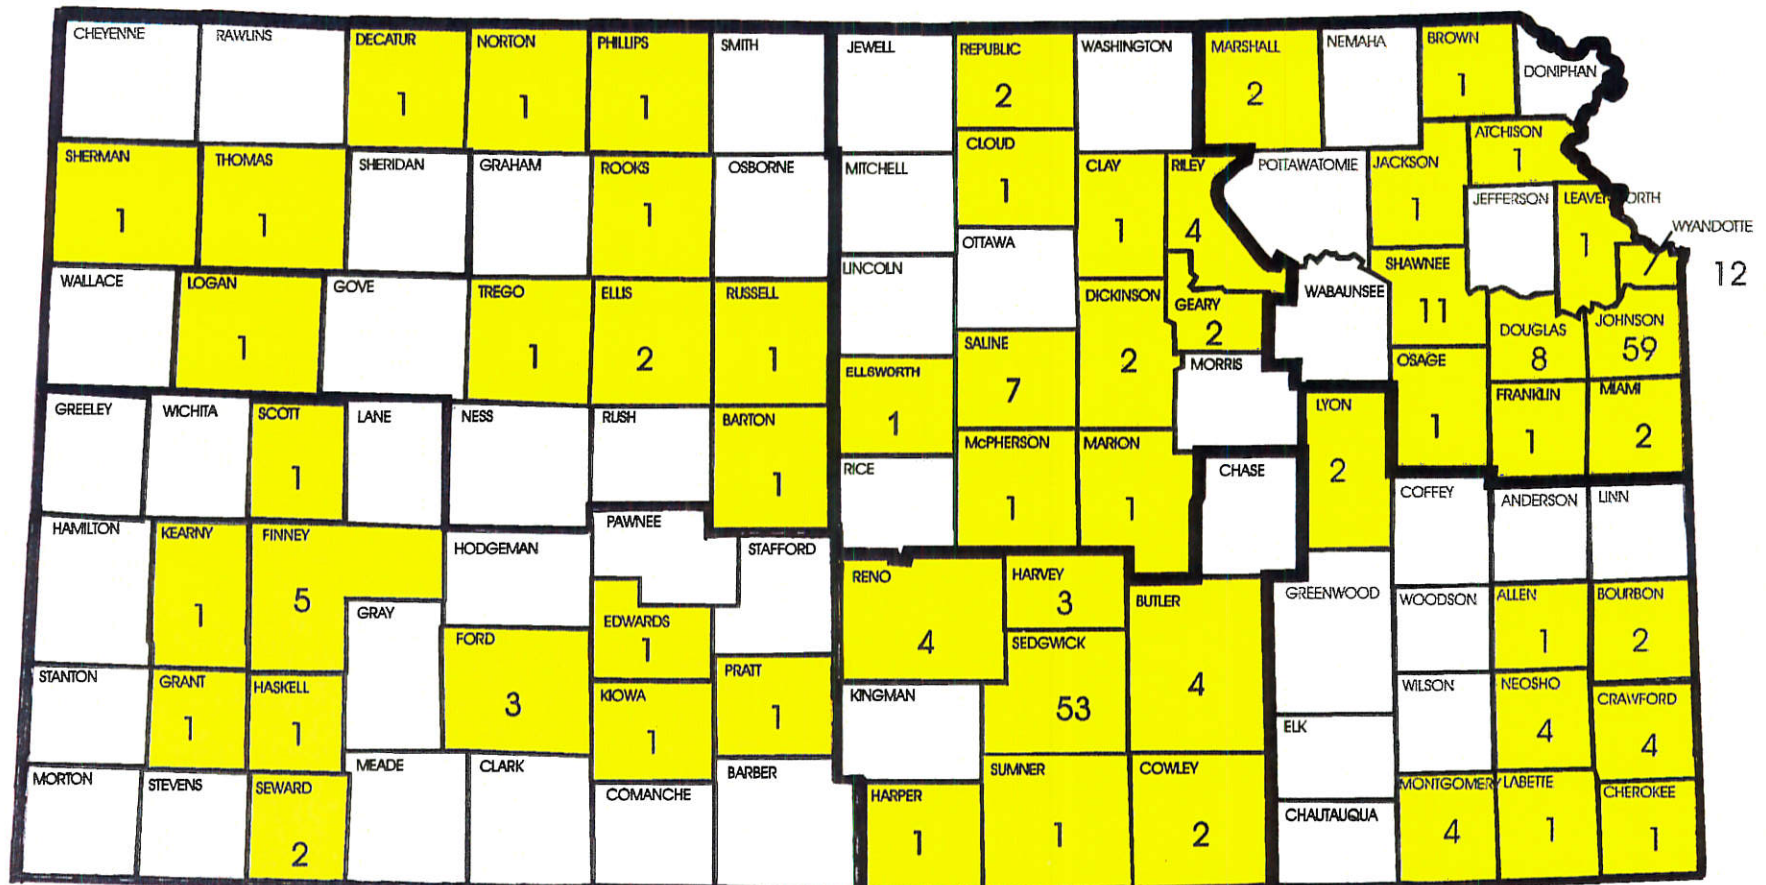 CHEYENNE
RAWLINS
DECATUR
1
NORTON
1
PHILLIPS
1
SMITH
JEWELL
REPUBLIC
2
WASHINGTON
MARSHALL
2
NEMAHA
BROWN
1
DONIPHAN
SHERMAN
1
THOMAS
1
SHERIDAN
GRAHAM
ROOKS
1
OSBORNE
MITCHELL
CLOUD
1
CLAY
1
RILEY
4
POTTAWATOMIE
JACKSON
1
ATCHISON
1
JEFFERSON
LEAVENWORTH
1
WYANDOTTE
12
WALLACE
LOGAN
1
GOVE
TREGO
1
ELLIS
2
RUSSELL
1
LINCOLN
OTTAWA
DICKINSON
2
GEARY
2
WABAUNSEE
SHAWNEE
11
DOUGLAS
8
JOHNSON
59
ELLSWORTH
1
SALINE
7
MORRIS
OSAGE
1
FRANKLIN
1
MIAMI
2
GREELEY
WICHITA
SCOTT
1
LANE
NESS
RUSH
BARTON
1
RICE
McPHERSON
1
MARION
1
CHASE
LYON
2
COFFEY
ANDERSON
LINN
HAMILTON
KEARNY
1
FINNEY
5
HODGEMAN
PAWNEE
STAFFORD
RENO
4
HARVEY
3
BUTLER
4
GREENWOOD
WOODSON
ALLEN
1
BOURBON
2
GRAY
FORD
3
EDWARDS
1
SEDGWICK
53
STANTON
GRANT
1
HASKELL
1
KIOWA
1
PRATT
1
KINGMAN
ELK
WILSON
NEOSHO
4
CRAWFORD
4
MORTON
STEVENS
SEWARD
2
MEADE
CLARK
COMANCHE
BARBER
HARPER
1
SUMNER
1
COWLEY
2
CHAUTAUQUA
MONTGOMERY
4
LABETTE
1
CHEROKEE
1